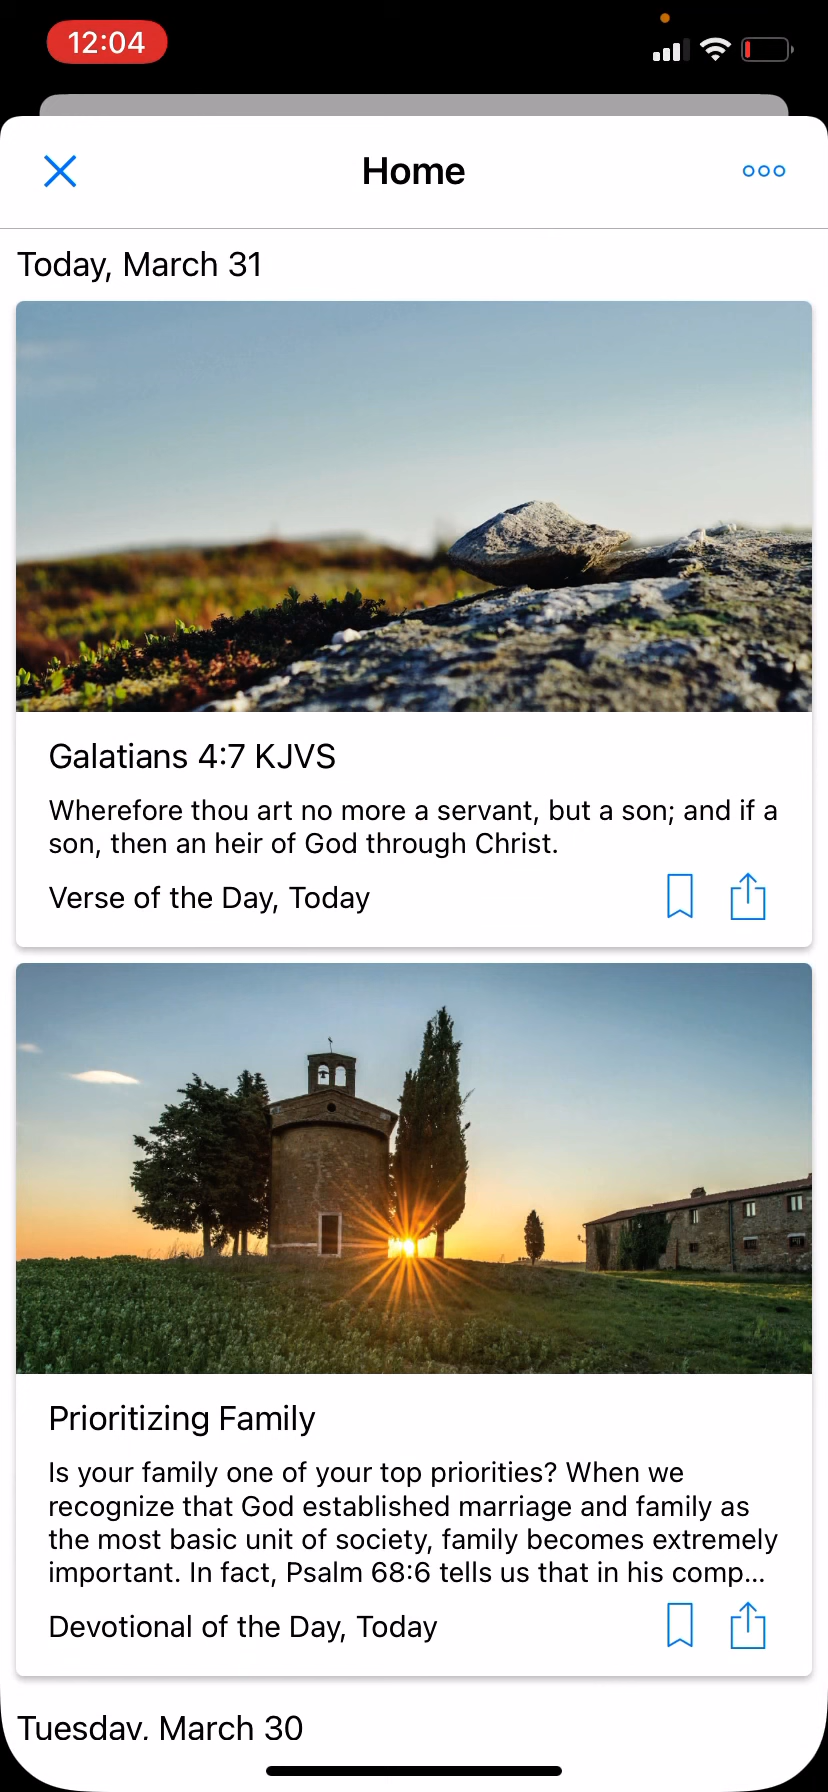 12:04
Home
Today, March 31
Galatians 4:7 KJVS
Wherefore thou art no more a servant, but a son; and if a
son, then an heir of God through Christ.
Verse of the Day, Today
Prioritizing Family
Is your family one of your top priorities? When we
recognize that God established marriage and family as
the most basic unit of society, family becomes extremely
important. In fact, Psalm 68:6 tells us that in his comp...
Devotional of the Day, Today
Tuesday, March 30